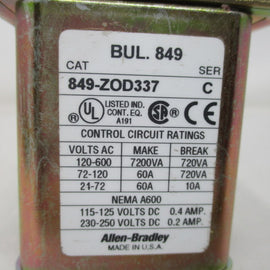 BUL. 849
CAT SER
849-ZOD337 C
UL LISTED IND. CONT. EQ. A191 SA
CONTROL CIRCUIT RATINGS
VOLTS AC MAKE BREAK
120-600 7200VA 720VA
72-120 60A 720VA
21-72 60A 10A
NEMA A600
115-125 VOLTS DC 0.4 AMP.
230-250 VOLTS DC 0.2 AMP.
Allen-Bradley
MADE IN U.S.A.